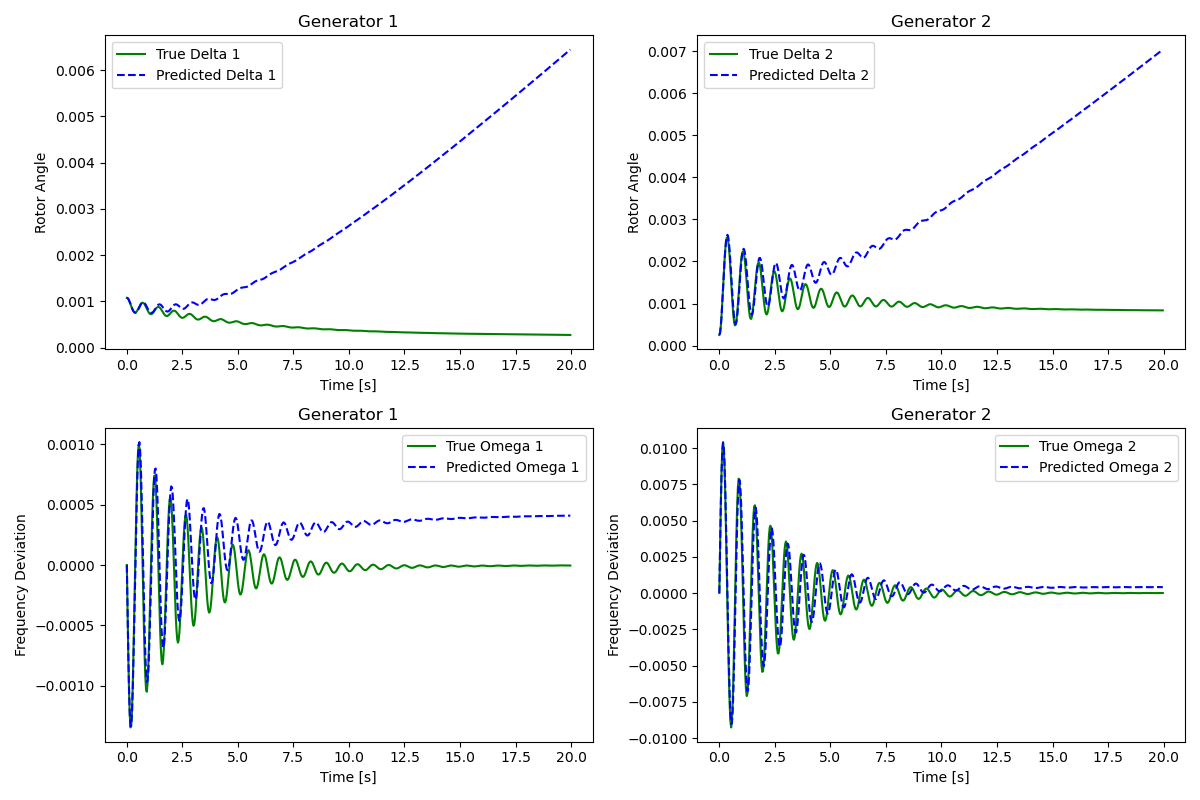 Generator 1
True Delta 1
Predicted Delta 1
0.006
0.005
0.004
0.003
0.002
0.001
0.000
Rotor Angle
0.0 2.5 5.0 7.5 10.0 12.5 15.0 17.5 20.0
Time [s]
Generator 2
True Delta 2
Predicted Delta 2
0.007
0.006
0.005
0.004
0.003
0.002
0.001
0.000
Rotor Angle
0.0 2.5 5.0 7.5 10.0 12.5 15.0 17.5 20.0
Time [s]
Generator 1
True Omega 1
Predicted Omega 1
0.0010
0.0005
0.0000
−0.0005
−0.0010
Frequency Deviation
0.0 2.5 5.0 7.5 10.0 12.5 15.0 17.5 20.0
Time [s]
Generator 2
True Omega 2
Predicted Omega 2
0.0100
0.0075
0.0050
0.0025
0.0000
−0.0025
−0.0050
−0.0075
−0.0100
Frequency Deviation
0.0 2.5 5.0 7.5 10.0 12.5 15.0 17.5 20.0
Time [s]